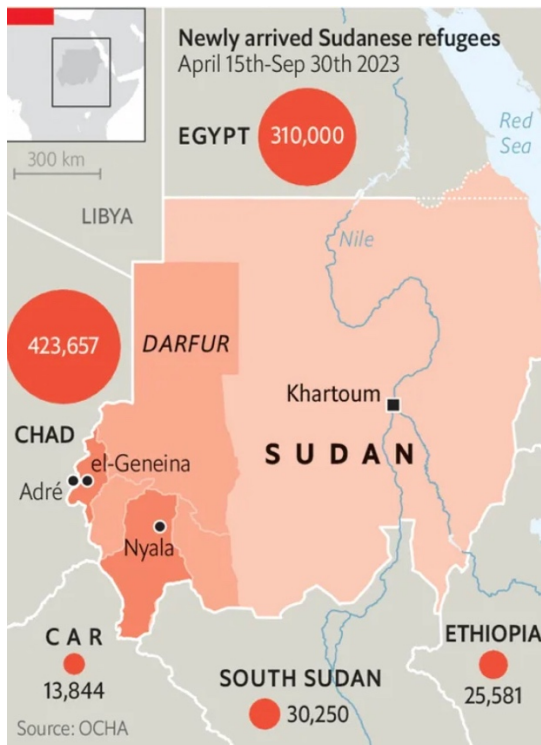 Newly arrived Sudanese refugees
April 15th-Sep 30th 2023
EGYPT
310,000
Red
Sea
300 km
LIBYA
Nile
423,657
DARFUR
Khartoum
CHAD
SUDAN
el-Geneina
Adré
Nyala
CAR
13,844
ETHIOPIA
25,581
SOUTH SUDAN
30,250
Source: OCHA